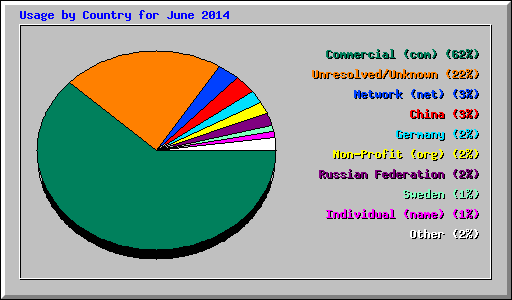 Usage by Country for June 2014
Commercial (com) (62%)
Unresolved/Unknown (22%)
Network (net) (3%)
China (3%)
Germany (2%)
Non-Profit (org) (2%)
Russian Federation (2%)
Sweden (1%)
Individual (name) (1%)
Other (2%)